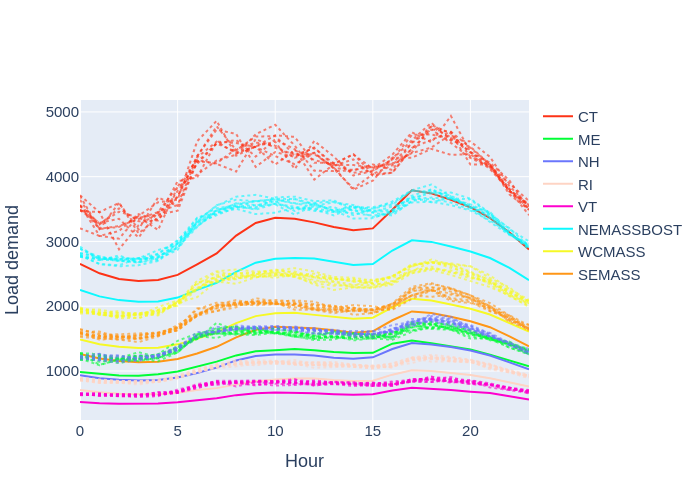 5000
4000
3000
2000
1000
0
5
10
15
20
Load demand
Hour
CT
ME
NH
RI
VT
NEMASSBOST
WCMASS
SEMASS